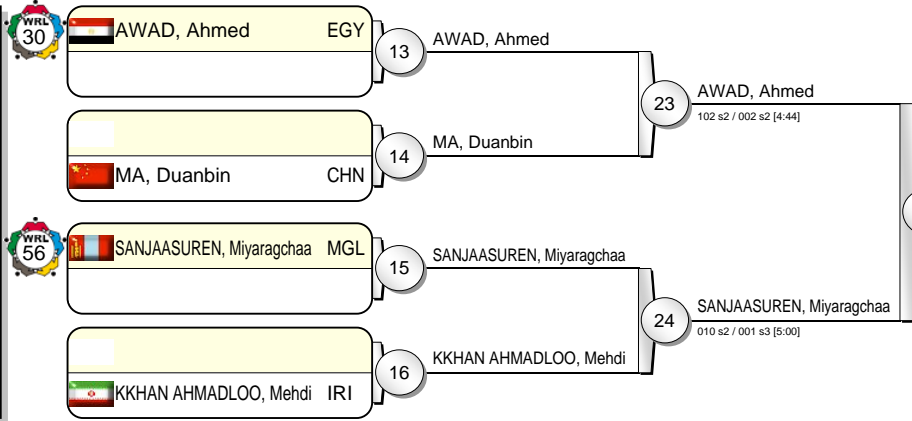 WRL
30
AWAD, Ahmed EGY
13
AWAD, Ahmed
23
AWAD, Ahmed
102 s2 / 002 s2 [4:44]
14
MA, Duanbin
MA, Duanbin CHN
WRL
56
SANJAASUREN, Miyaragchaa MGL
15
SANJAASUREN, Miyaragchaa
24
SANJAASUREN, Miyaragchaa
010 s2 / 001 s3 [5:00]
16
KKHAN AHMADLOO, Mehdi
KKHAN AHMADLOO, Mehdi IRI